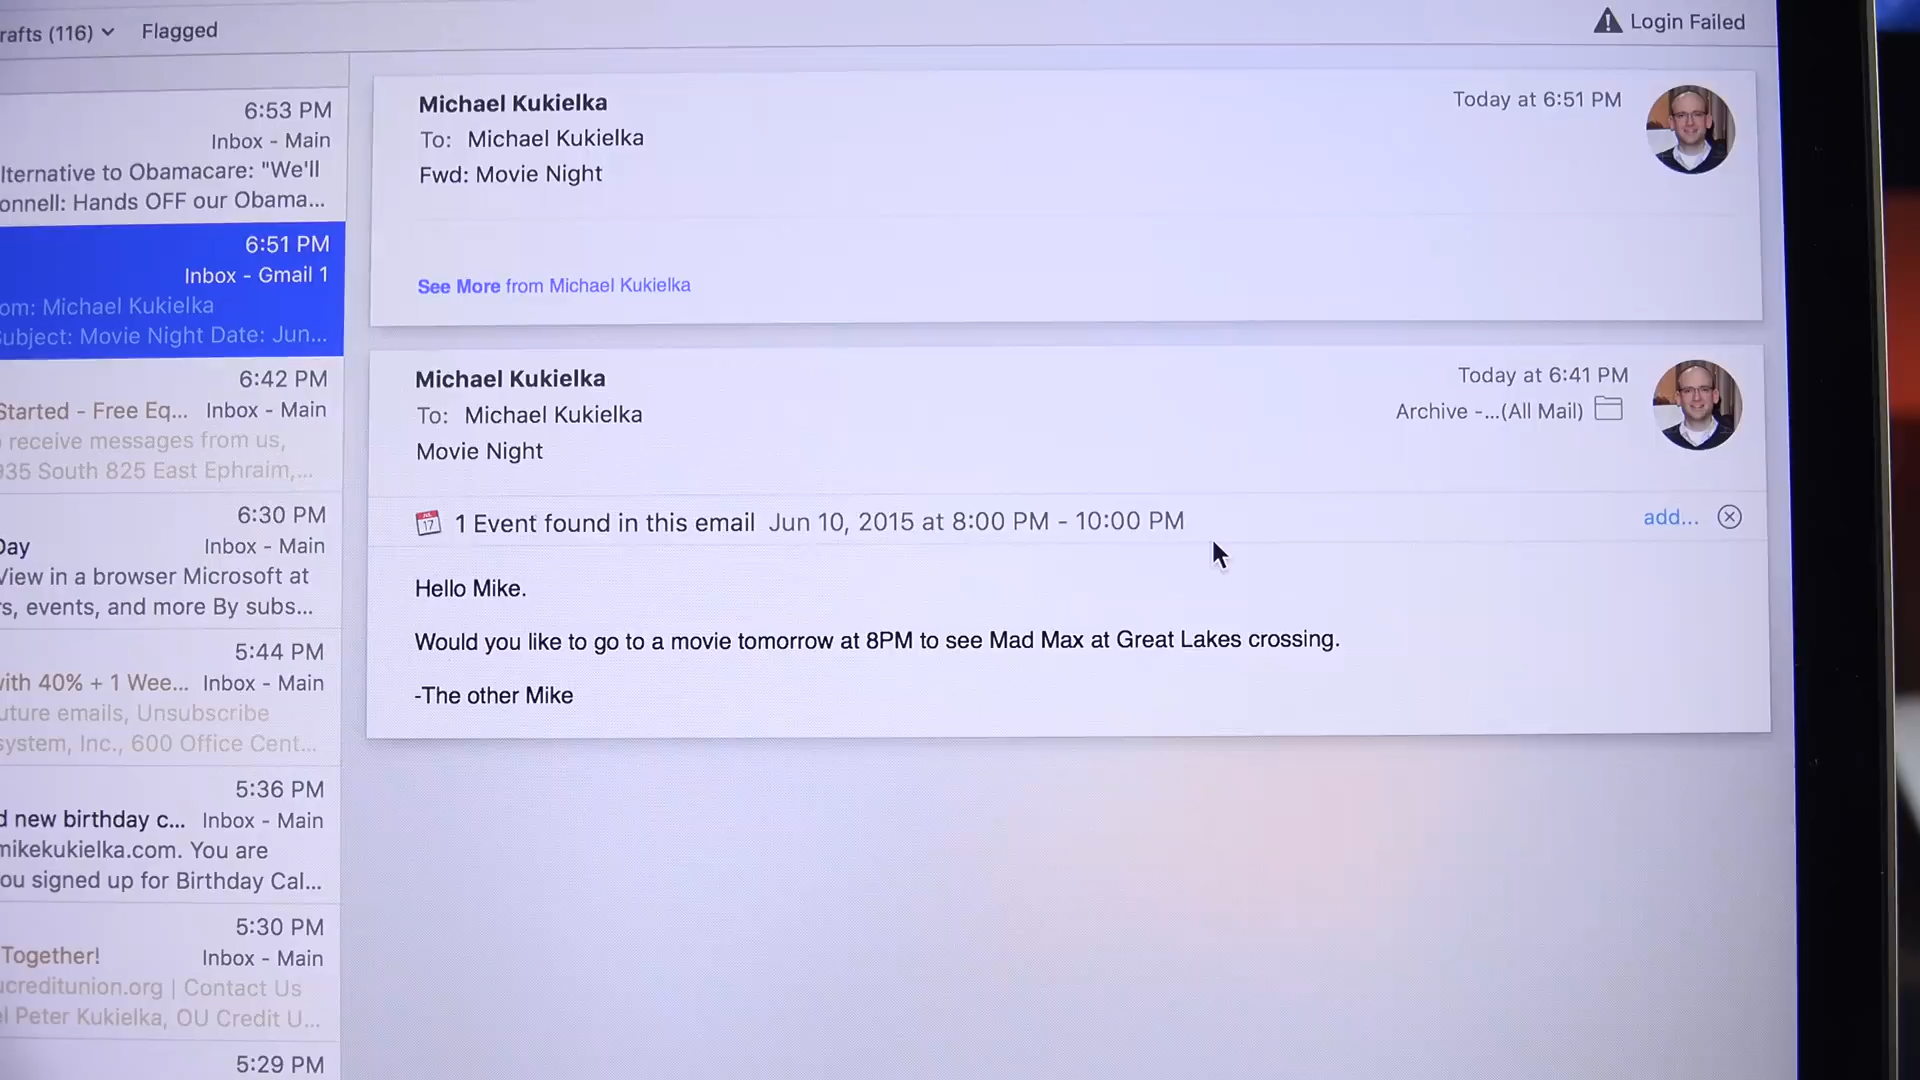 rafts (116) Flagged
Login Failed
6:53 PM
Inbox - Main
lternative to Obamacare: "We'll
onnell: Hands OFF our Obama...
6:51 PM
Inbox - Gmail 1
om: Michael Kukielka
ubject: Movie Night Date: Jun...
6:42 PM
Started - Free Eq... Inbox - Main
receive messages from us,
935 South 825 East Ephraim,...
6:30 PM
Day Inbox - Main
View in a browser Microsoft at
s, events, and more By subs...
5:44 PM
with 40% + 1 Wee... Inbox - Main
uture emails, Unsubscribe
system, Inc., 600 Office Cent...
5:36 PM
d new birthday c... Inbox - Main
mikekukielka.com. You are
ou signed up for Birthday Cal...
5:30 PM
Together! Inbox - Main
ucreditunion.org | Contact Us
l Peter Kukielka, OU Credit U...
5:29 PM
Michael Kukielka
Today at 6:51 PM
To: Michael Kukielka
Fwd: Movie Night
See More from Michael Kukielka
Michael Kukielka
Today at 6:41 PM
To: Michael Kukielka
Archive -...(All Mail)
Movie Night
JUL
17
1 Event found in this email Jun 10, 2015 at 8:00 PM - 10:00 PM
add...
Hello Mike.
Would you like to go to a movie tomorrow at 8PM to see Mad Max at Great Lakes crossing.
-The other Mike